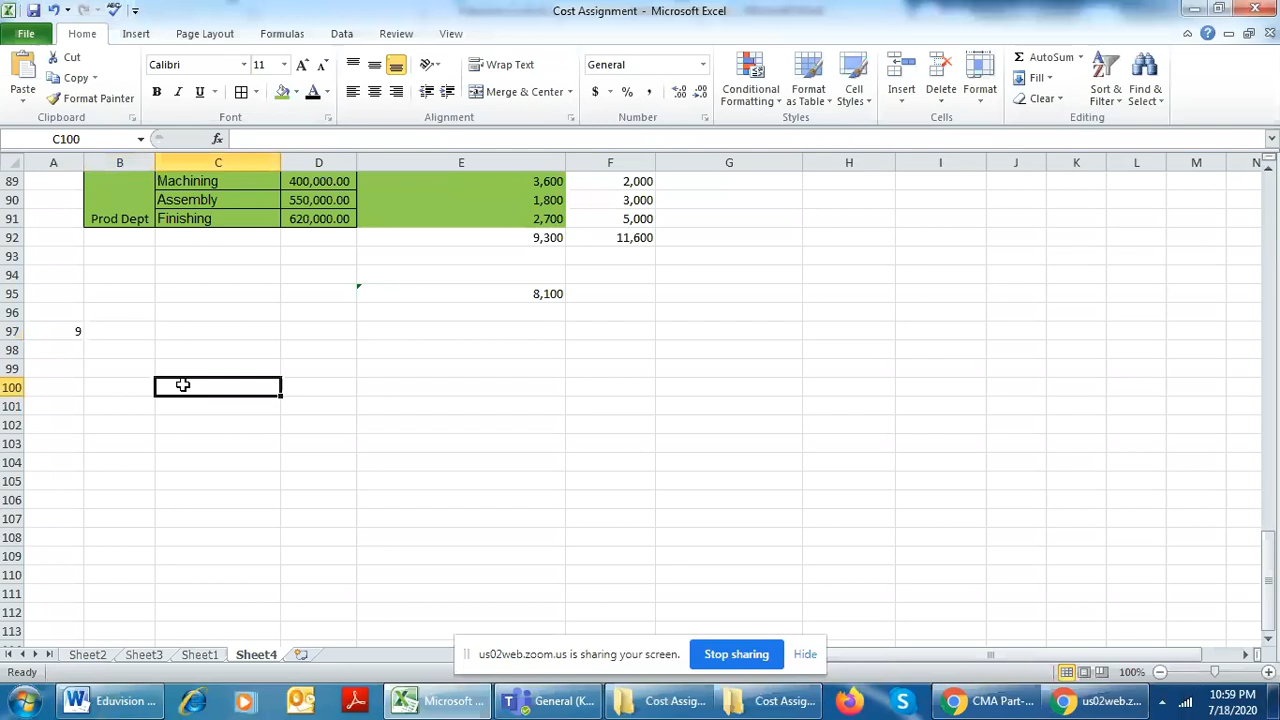 Cost Assignment - Microsoft Excel
File Home Insert Page Layout Formulas Data Review View
Cut
Copy
Format Painter
Paste
Clipboard
Calibri 11
B I U
Font
Wrap Text
Merge & Center
Alignment
General
$ % ,
Number
Conditional Formatting
Format as Table
Cell Styles
Styles
Insert Delete Format
Cells
AutoSum
Fill
Clear
Sort & Filter
Find & Select
Editing
C100 fx
A B C D E F G H I J K L M N
89 Machining 400,000.00 3,600 2,000
90 Assembly 550,000.00 1,800 3,000
91 Prod Dept Finishing 620,000.00 2,700 5,000
92 9,300 11,600
93
94
95 8,100
96
97 9
98
99
100
101
102
103
104
105
106
107
108
109
110
111
112
113
Sheet2 Sheet3 Sheet1 Sheet4
us02web.zoom.us is sharing your screen. Stop sharing Hide
Ready 100%
Eduvision ... Microsoft ... General (K... Cost Assign... Cost Assign... CMA Part-... us02web.z...
10:59 PM
7/18/2020